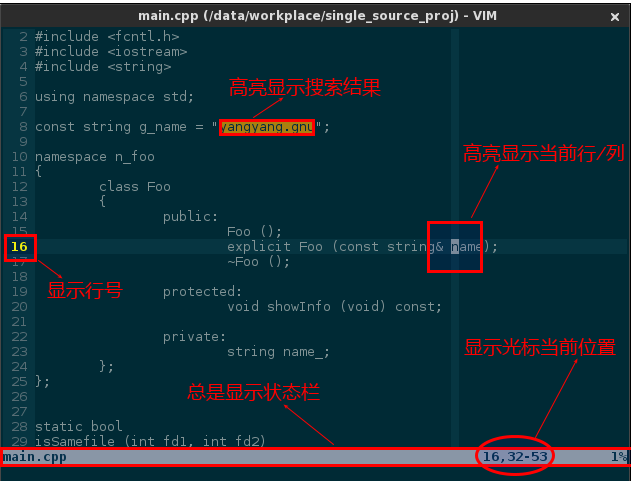 main.cpp (/data/workplace/single_source_proj) - VIM
×
2 #include <fcntl.h>
3 #include <iostream>
4 #include <string>
5
6 using namespace std;
高亮显示搜索结果
7
8 const string g_name = "yangyang.gnu";
9
10 namespace n_foo
高亮显示当前行/列
11 {
12 class Foo
13 {
14 public:
15 Foo ();
16 explicit Foo (const string& name);
17 ~Foo ();
18
显示行号
19 protected:
20 void showInfo (void) const;
21
22 private:
23 string name_;
显示光标当前位置
24 };
25 };
26
总是显示状态栏
27
28 static bool
29 isSamefile (int fd1, int fd2)
main.cpp 16,32-53 1%